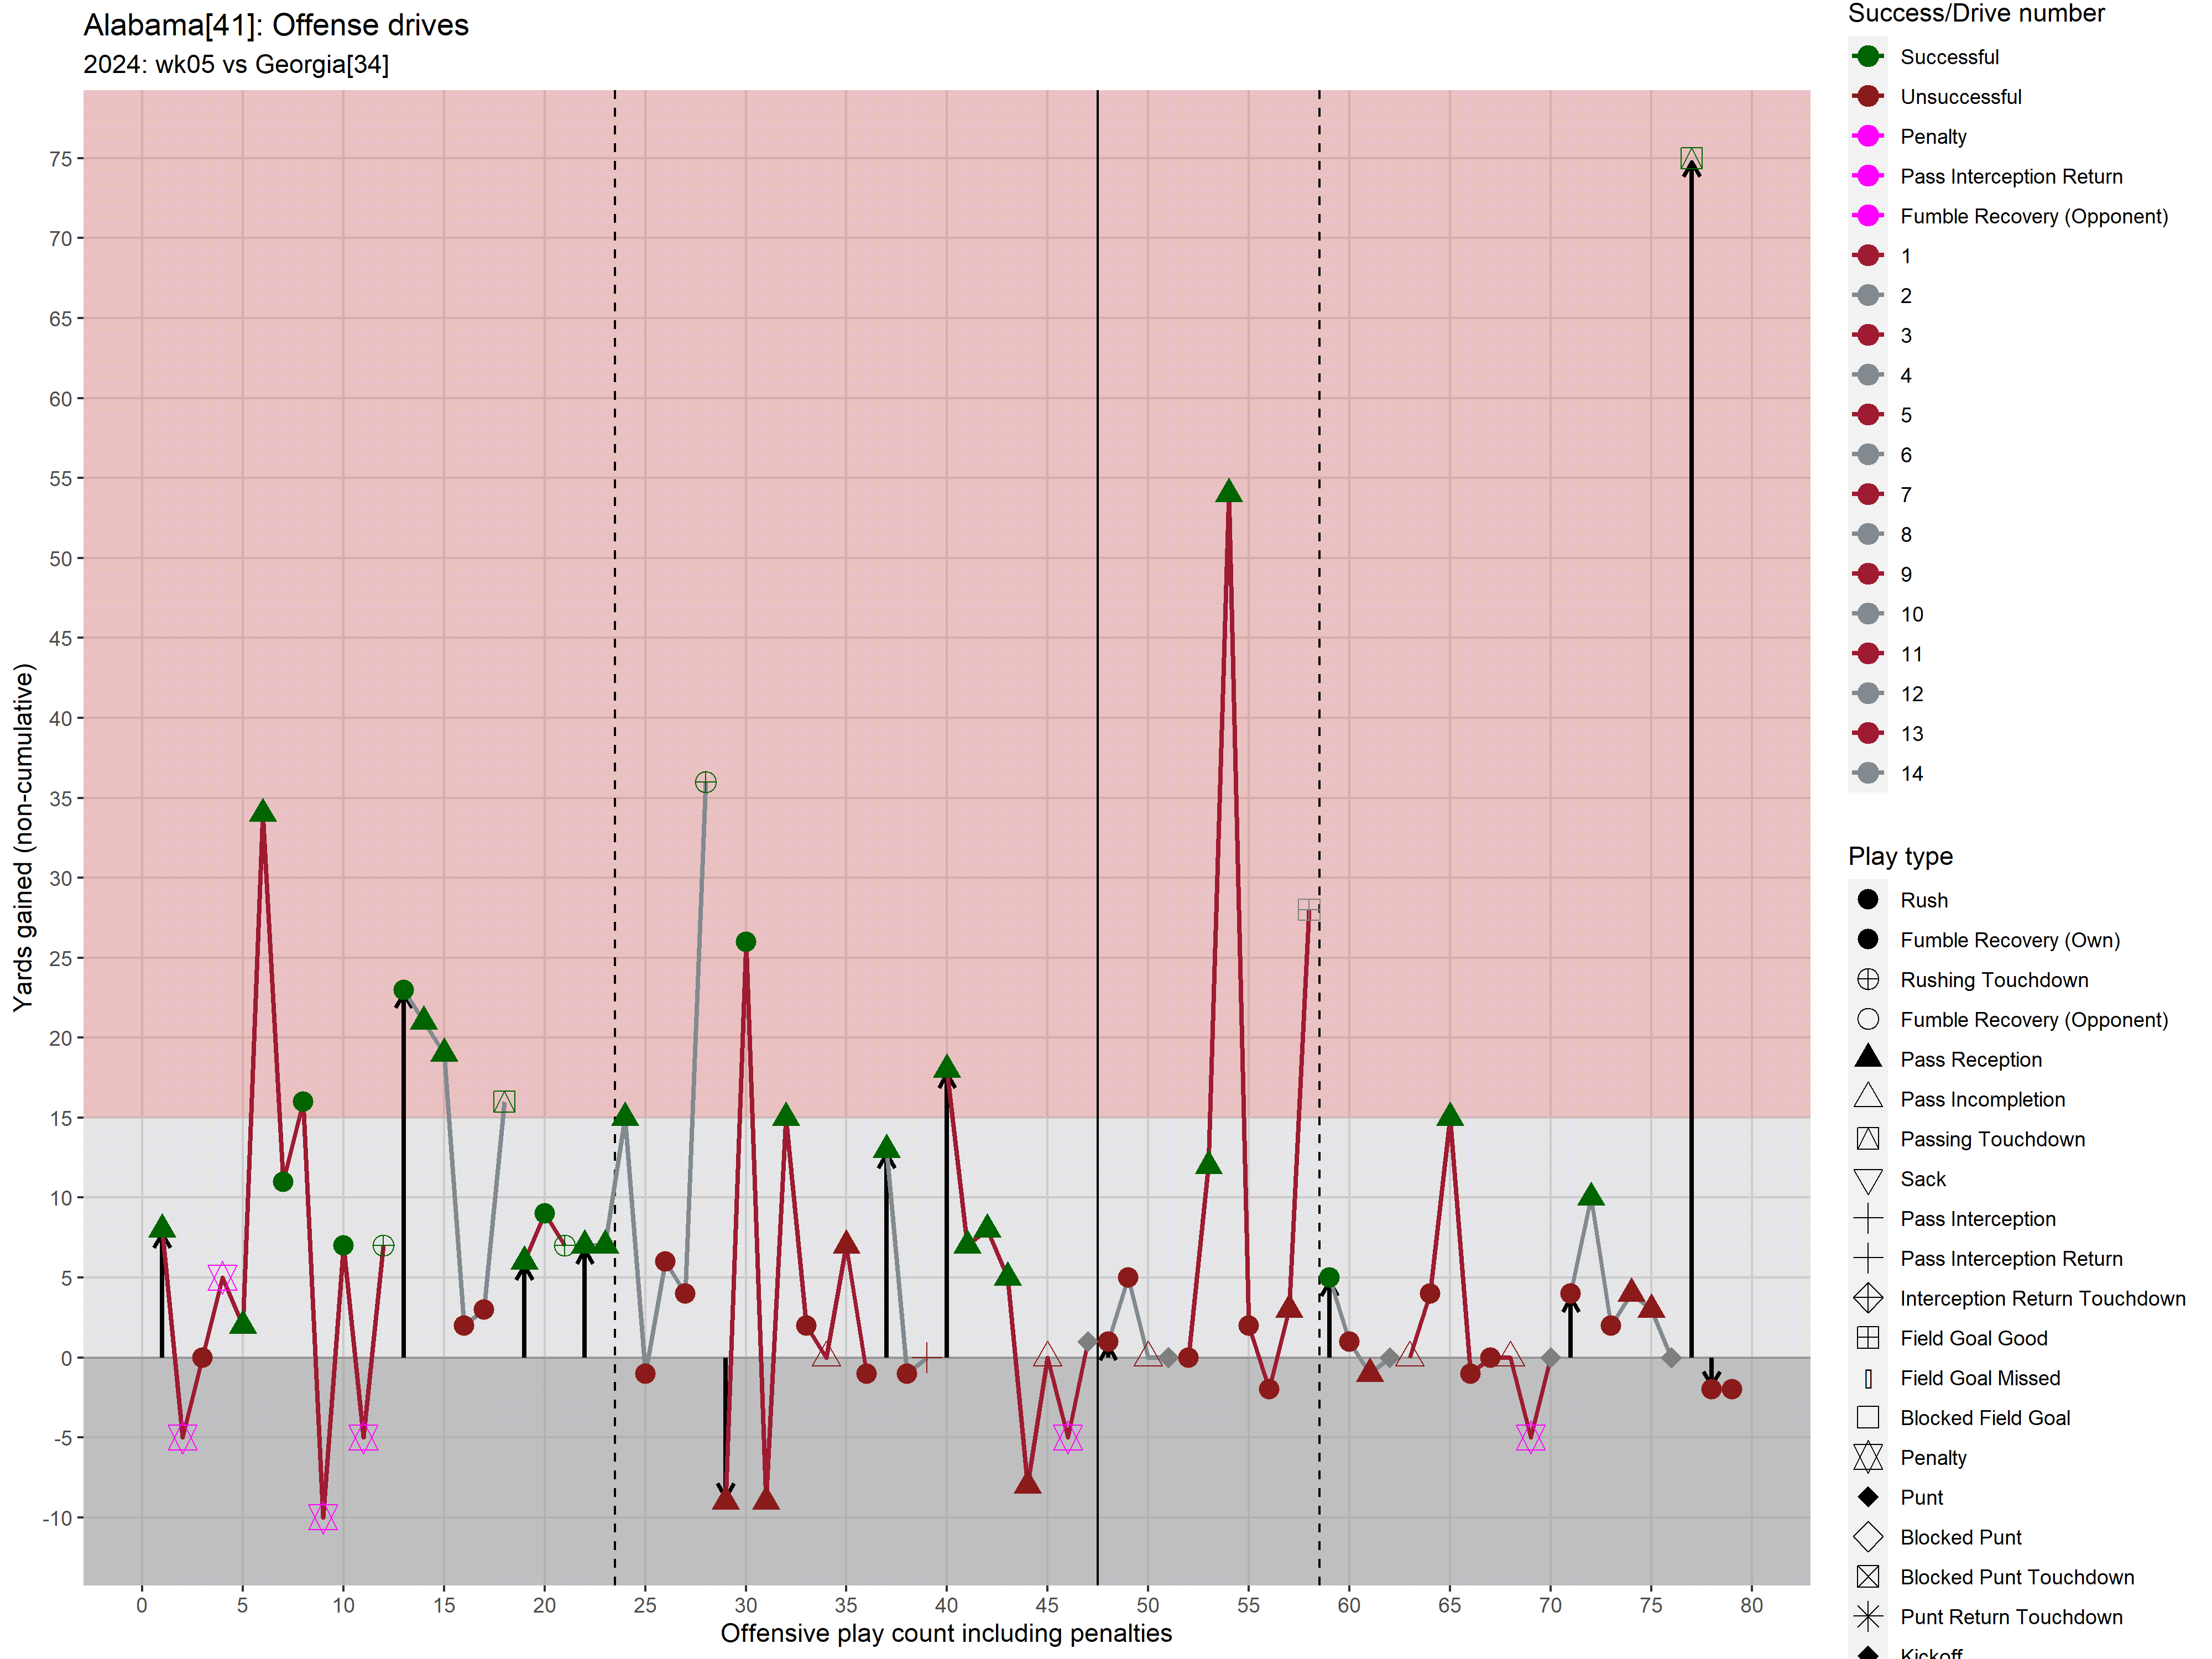 Alabama[41]: Offense drives
2024: wk05 vs Georgia[34]
Yards gained (non-cumulative)
75
70
65
60
55
50
45
40
35
30
25
20
15
10
5
0
-5
-10
0 5 10 15 20 25 30 35 40 45 50 55 60 65 70 75 80
Offensive play count including penalties
Success/Drive number
Successful
Unsuccessful
Penalty
Pass Interception Return
Fumble Recovery (Opponent)
1
2
3
4
5
6
7
8
9
10
11
12
13
14
Play type
Rush
Fumble Recovery (Own)
Rushing Touchdown
Fumble Recovery (Opponent)
Pass Reception
Pass Incompletion
Passing Touchdown
Sack
Pass Interception
Pass Interception Return
Interception Return Touchdown
Field Goal Good
Field Goal Missed
Blocked Field Goal
Penalty
Punt
Blocked Punt
Blocked Punt Touchdown
Punt Return Touchdown
Kickoff